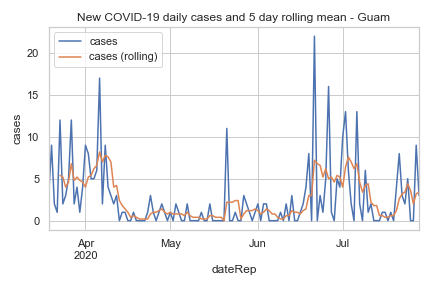 New COVID-19 daily cases and 5 day rolling mean - Guam
cases
cases (rolling)
20
15
10
5
0
cases
Apr
2020
May
Jun
Jul
dateRep